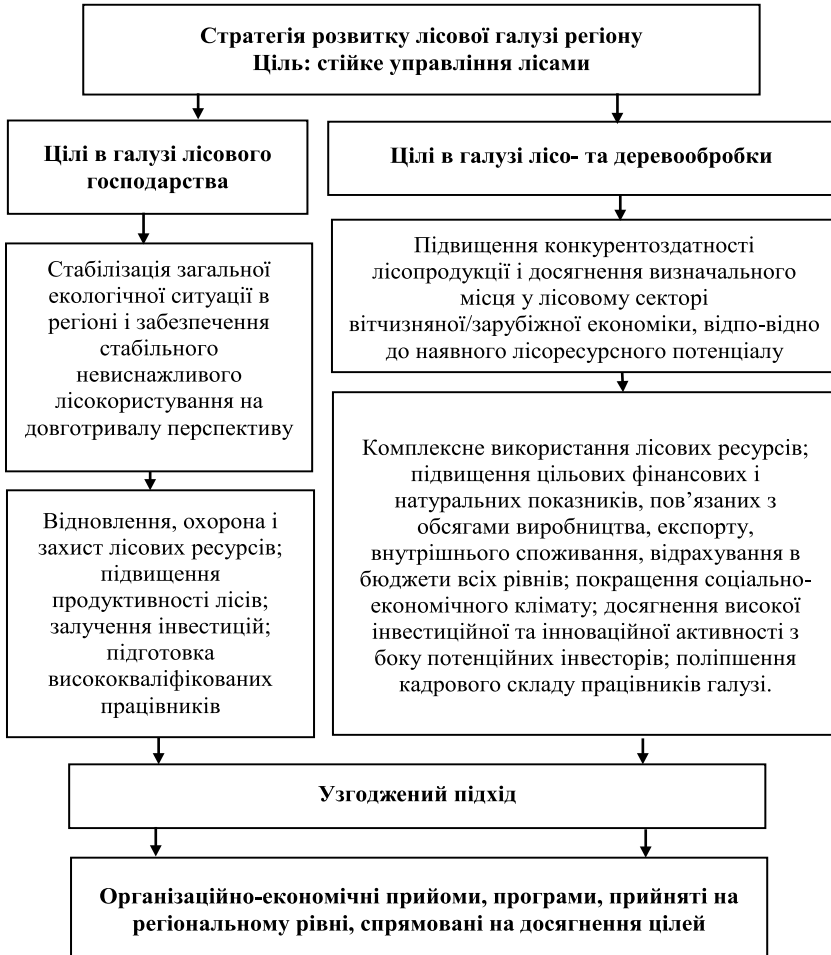 Стратегія розвитку лісової галузі регіону
Ціль: стійке управління лісами
Цілі в галузі лісового
господарства
Цілі в галузі лісо- та деревообробки
Стабілізація загальної
екологічної ситуації в
регіоні і забезпечення
стабільного
невиснажливого
лісокористування на
довготривалу перспективу
Підвищення конкурентоздатності
лісопродукції і досягнення визначального
місця у лісовому секторі
вітчизняної/зарубіжної економіки, відпо-відно
до наявного лісоресурсного потенціалу
Відновлення, охорона і
захист лісових ресурсів;
підвищення
продуктивності лісів;
залучення інвестицій;
підготовка
висококваліфікованих
працівників
Комплексне використання лісових ресурсів;
підвищення цільових фінансових і
натуральних показників, пов’язаних з
обсягами виробництва, експорту,
внутрішнього споживання, відрахування в
бюджети всіх рівнів; покращення соціально-
економічного клімату; досягнення високої
інвестиційної та інноваційної активності з
боку потенційних інвесторів; поліпшення
кадрового складу працівників галузі.
Узгоджений підхід
Організаційно-економічні прийоми, програми, прийняті на
регіональному рівні, спрямовані на досягнення цілей